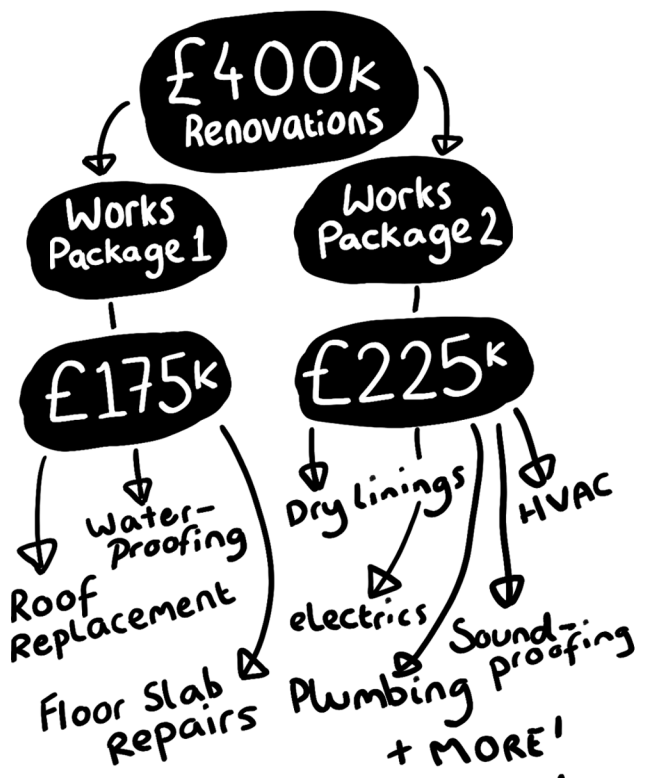 £400K
Renovations
Works
Package 1
Works
Package 2
£175K
£225K
Water-
Proofing
Roof
Replacement
Floor Slab
Repairs
Dry linings
HVAC
electrics
Sound-
proofing
Plumbing
+ MORE!